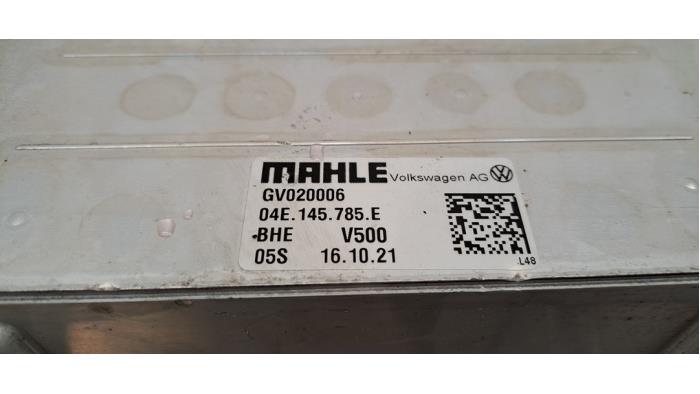 MAHLE Volkswagen AG
GV020006
04E.145.785.E
BHE V500
05S 16.10.21
L48